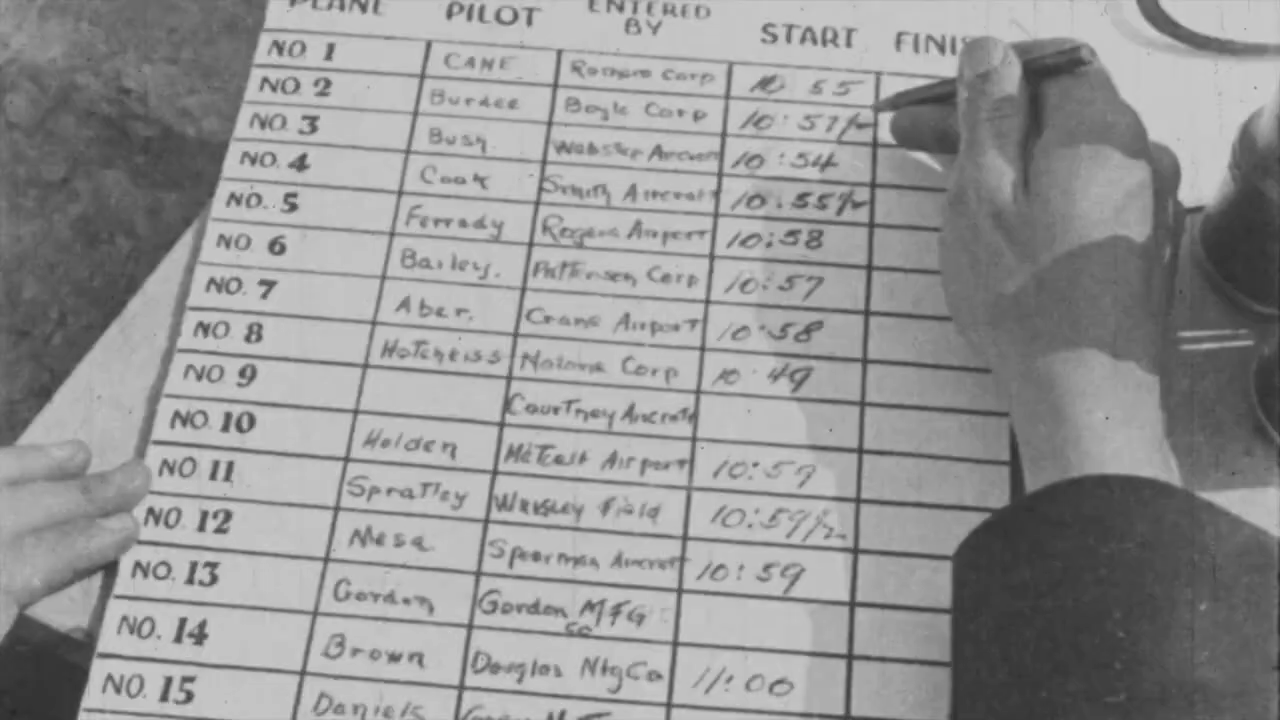 PLANE PILOT ENTERED BY START FINIS
NO. 1 CANE Corp 10 55
NO. 2 Burdee Boyle Corp 10:57½
NO. 3 Bush Webster Aircraft 10:54
NO. 4 Cook Smith Aircraft 10:55½
NO. 5 Ferrady Rogers Airport 10:58
NO. 6 Bailey. Patterson Corp 10:57
NO. 7 Aber. Crane Airport 10:58
NO. 8 Hotchkiss Malone Corp 10:49
NO. 9 Courtney Aircraft
NO. 10 Holden Metcalf Airport 10:57
NO. 11 Spratley Field 10:59½
NO. 12 Mesa Spearman Aircraft 10:59
NO. 13 Gordon Gordon MFG Co
NO. 14 Brown Douglas Mfg Co 11:00
NO. 15 Daniels